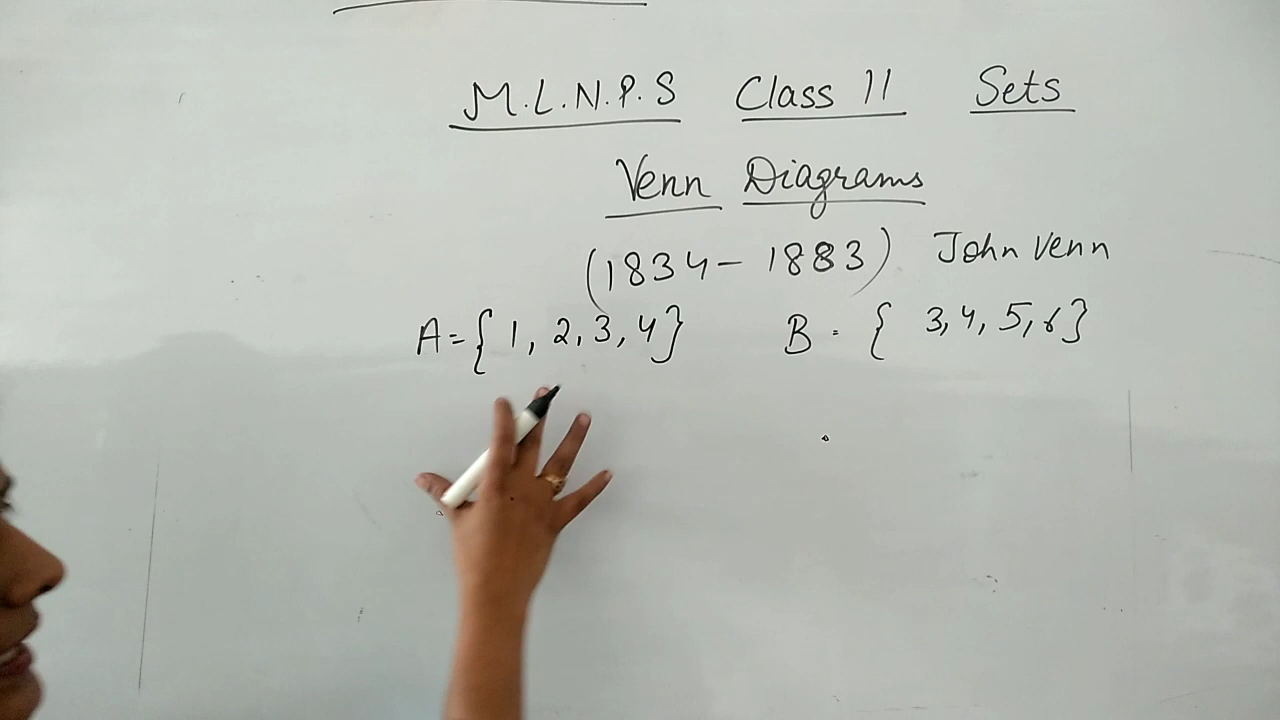 M.L.N.P.S Class 11 Sets
Venn Diagrams
(1834 - 1883) John Venn
A = { 1, 2, 3, 4 } B = { 3, 4, 5, 6 }